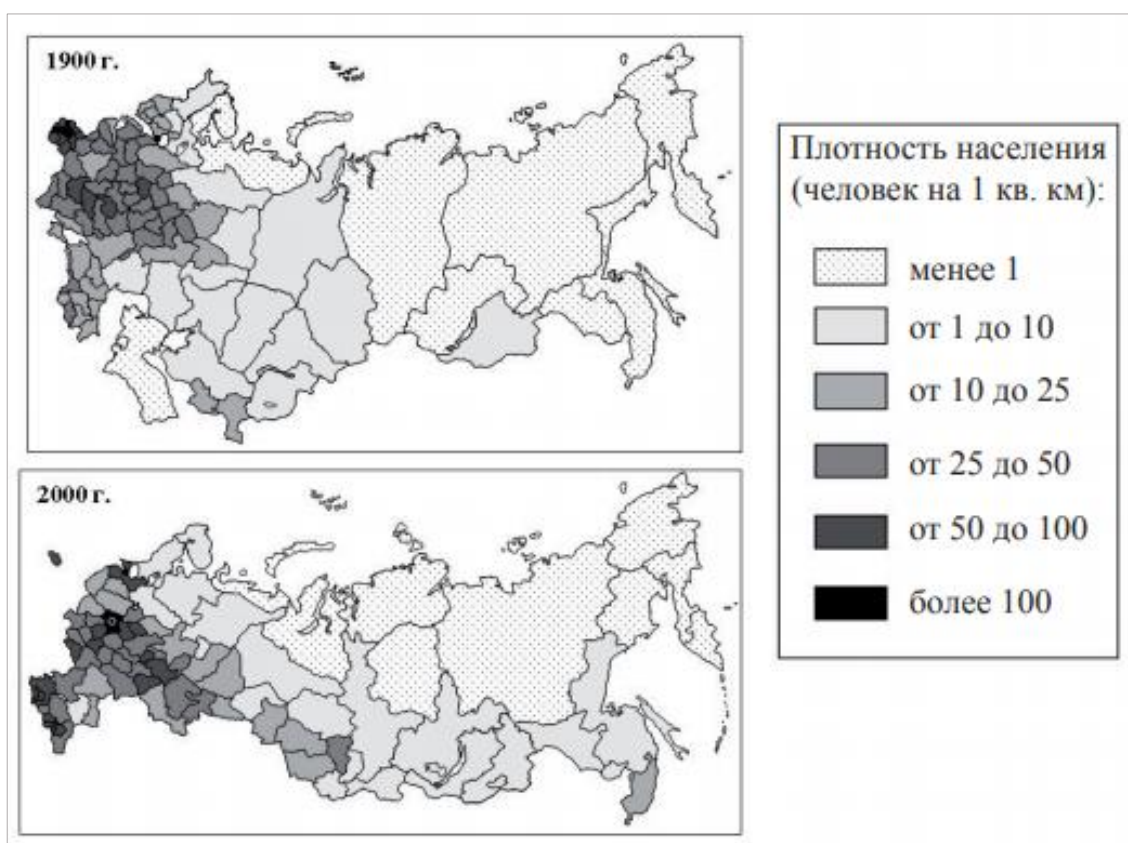 1900 г.
2000 г.
Плотность населения
(человек на 1 кв. км):
менее 1
от 1 до 10
от 10 до 25
от 25 до 50
от 50 до 100
более 100